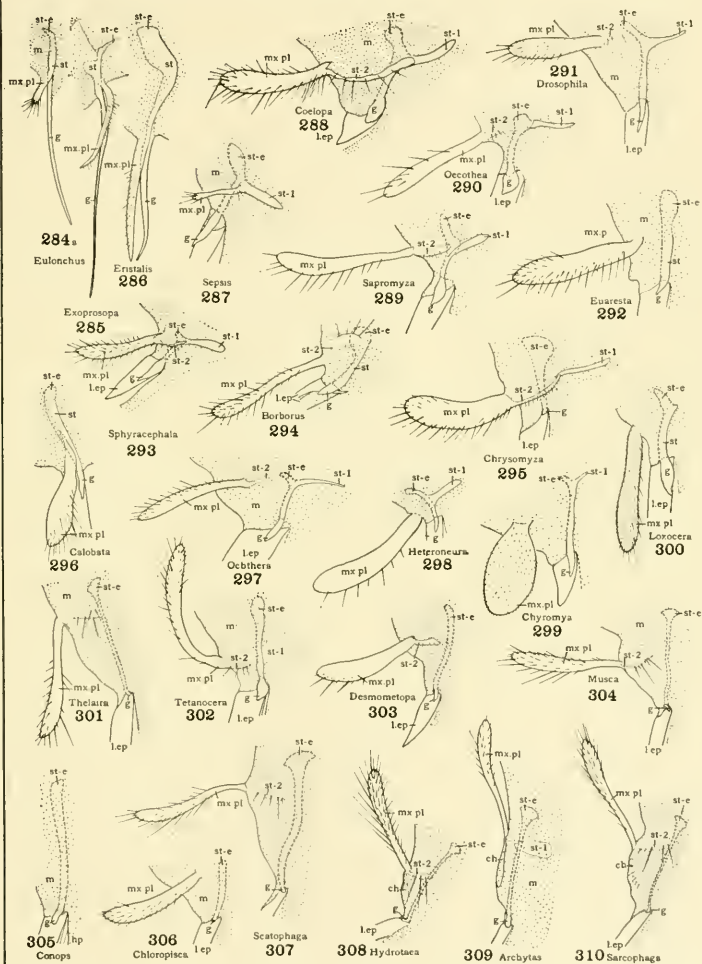 st-e
m
mx pl
st
g
284a
Eulonchus
st-e
st
mx.pl
g
Exoprosopa
285
st-e
st
mx.pl
g
Eristalis
286
st-e
m
st-1
mx.pl
g
Sepsis
287
st-e
st-1
m
mx pl
st-2
g
l.ep
Coelopa
288
st-e
st-1
st-2
mx pl
g
Sapromyza
289
st-e
st-2
st-1
mx.pl
g
l.ep
Oecothea
290
st-e
mx pl
st-2
st-1
291
Drosophila
m
g
l.ep
st-e
m
mx.p
g
Euaresta
292
st-e
st-1
st-2
mx.pl
g
l.ep
Sphyracephala
293
st-e
st-2
st
mx pl
l.ep
g
Borborus
294
st-e
st-1
st-2
mx pl
g
l.ep
Chrysomyza
295
st-e
st
g
mx pl
Calobata
296
st-2
st-e
st-1
mx pl
m
g
l.ep
Ochthera
297
st-e
st-1
g
mx pl
Heteroneura
298
st-e
st-1
g
mx.pl
Chyromya
299
st-e
st
g
l.ep
mx pl
Loxocera
300
st-e
m
mx.pl
g
Thelaira
301
l.ep
st-e
m
st-2
st-1
mx pl
g
Tetanocera
302
l.ep
st-e
st-2
mx.pl
Desmometopa
303
g
l.ep
st-e
m
mx pl
st-2
Musca
304
g
l.ep
st-e
m
g
hp
305
Conops
st-e
mx pl
m
g
306
Chloropisca
l ep
st-e
st-2
mx pl
g
Scatophaga
307
mx pl
st-e
st-2
ch
g
l.ep
308 Hydrotaea
mx.pl
st-e
ch
st-1
m
g
309 Archytas
mx pl
st-e
st-2
cb
g
l.ep
310 Sarcophaga